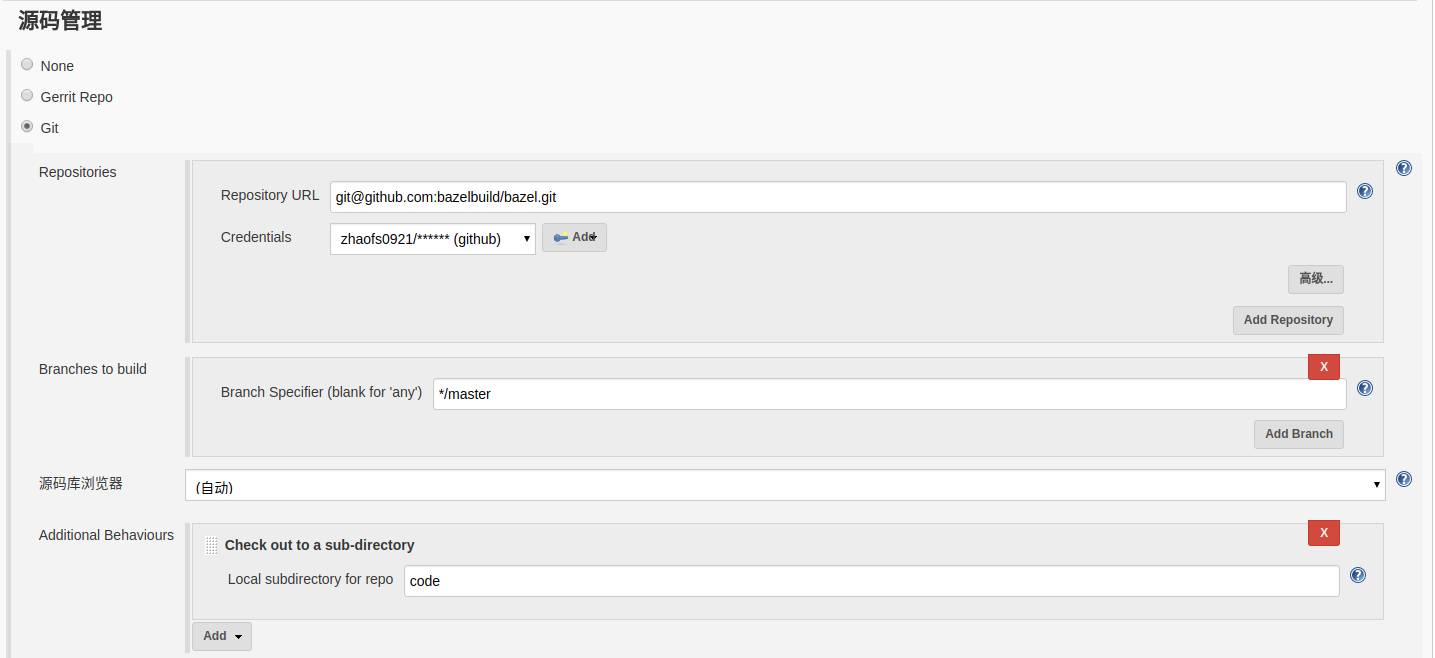 源码管理
None
Gerrit Repo
Git
Repositories
Repository URL git@github.com:bazelbuild/bazel.git
Credentials zhaofs0921/****** (github) Add
高级...
Add Repository
Branches to build
X
Branch Specifier (blank for 'any') */master
Add Branch
源码库浏览器 (自动)
Additional Behaviours
X
Check out to a sub-directory
Local subdirectory for repo code
Add